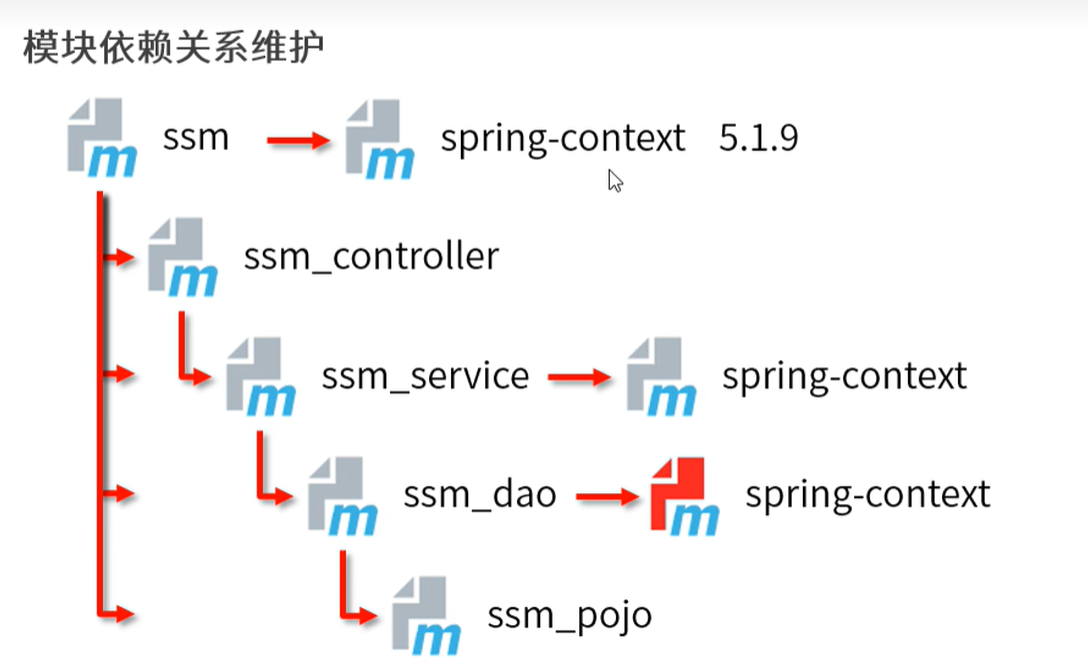 模块依赖关系维护
m ssm m spring-context 5.1.9
m ssm_controller
m ssm_service m spring-context
m ssm_dao m spring-context
m ssm_pojo